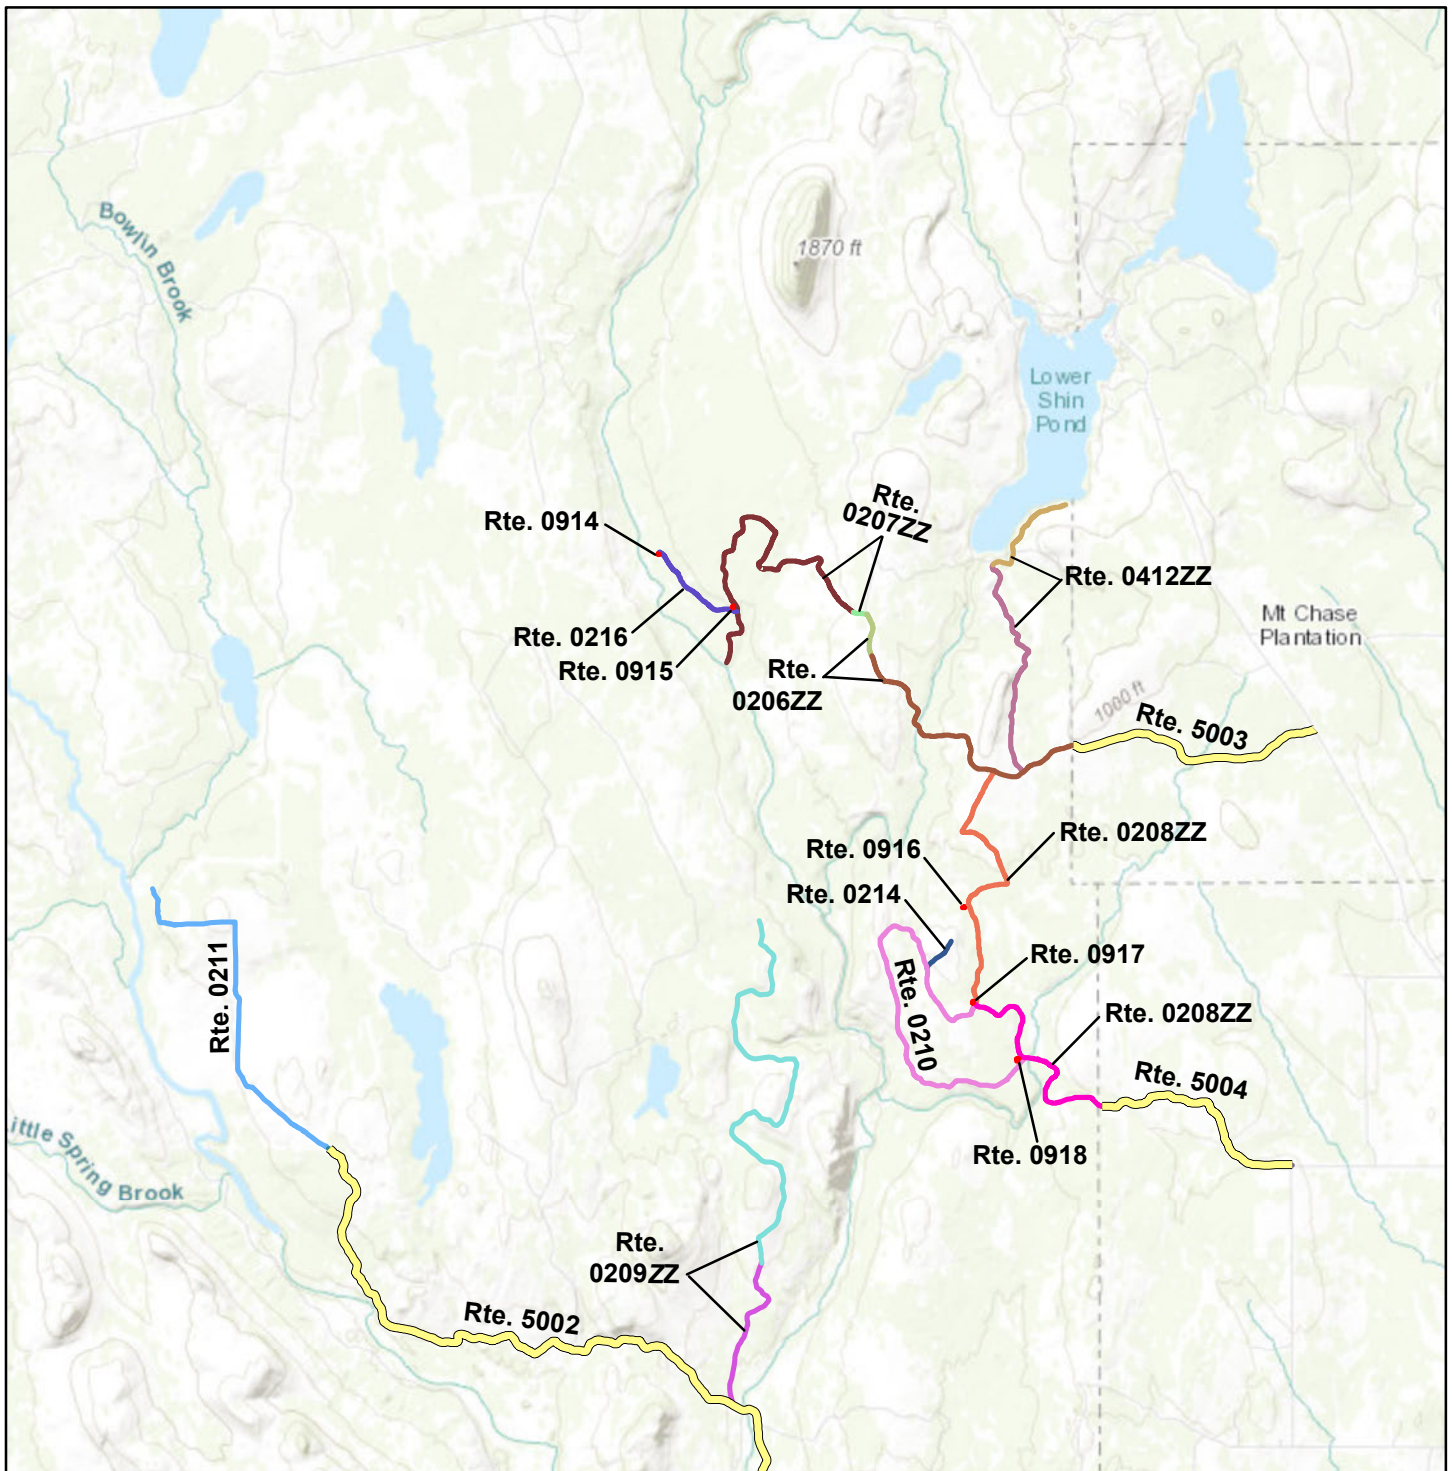 Bowlin Brook
1870 ft
Lower
Shin
Pond
Rte. 0914
Rte.
0207ZZ
Rte. 0412ZZ
Rte. 0216
Rte. 0915
Rte.
0206ZZ
Mt Chase
Plantation
1000 ft
Rte. 5003
Rte. 0208ZZ
Rte. 0916
Rte. 0214
Rte. 0917
Rte. 0211
Rte. 0210
Rte. 0208ZZ
Rte. 5004
Rte. 0918
ittle Spring Brook
Rte.
0209ZZ
Rte. 5002